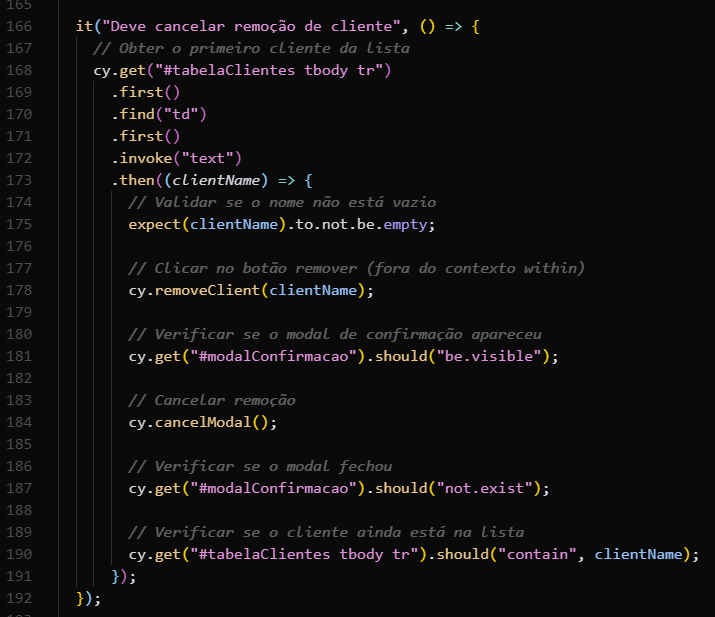 165
166 it("Deve cancelar remoção de cliente", () => {
167 // Obter o primeiro cliente da lista
168 cy.get("#tabelaClientes tbody tr")
169 .first()
170 .find("td")
171 .first()
172 .invoke("text")
173 .then((clientName) => {
174 // Validar se o nome não está vazio
175 expect(clientName).to.not.be.empty;
176
177 // Clicar no botão remover (fora do contexto within)
178 cy.removeClient(clientName);
179
180 // Verificar se o modal de confirmação apareceu
181 cy.get("#modalConfirmacao").should("be.visible");
182
183 // Cancelar remoção
184 cy.cancelModal();
185
186 // Verificar se o modal fechou
187 cy.get("#modalConfirmacao").should("not.exist");
188
189 // Verificar se o cliente ainda está na lista
190 cy.get("#tabelaClientes tbody tr").should("contain", clientName);
191 });
192 });
193